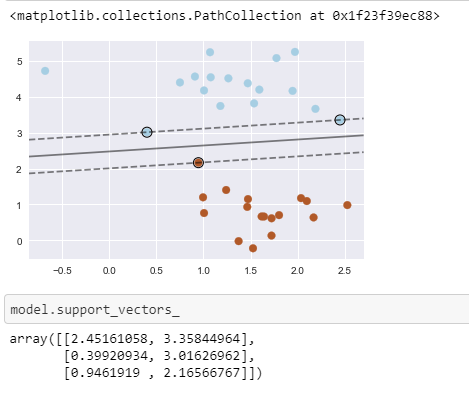 <matplotlib.collections.PathCollection at 0x1f23f39ec88>
5
4
3
2
1
0
−0.5 0.0 0.5 1.0 1.5 2.0 2.5
model.support_vectors_
array([[2.45161058, 3.35844964],
[0.39920934, 3.01626962],
[0.9461919 , 2.16566767]])